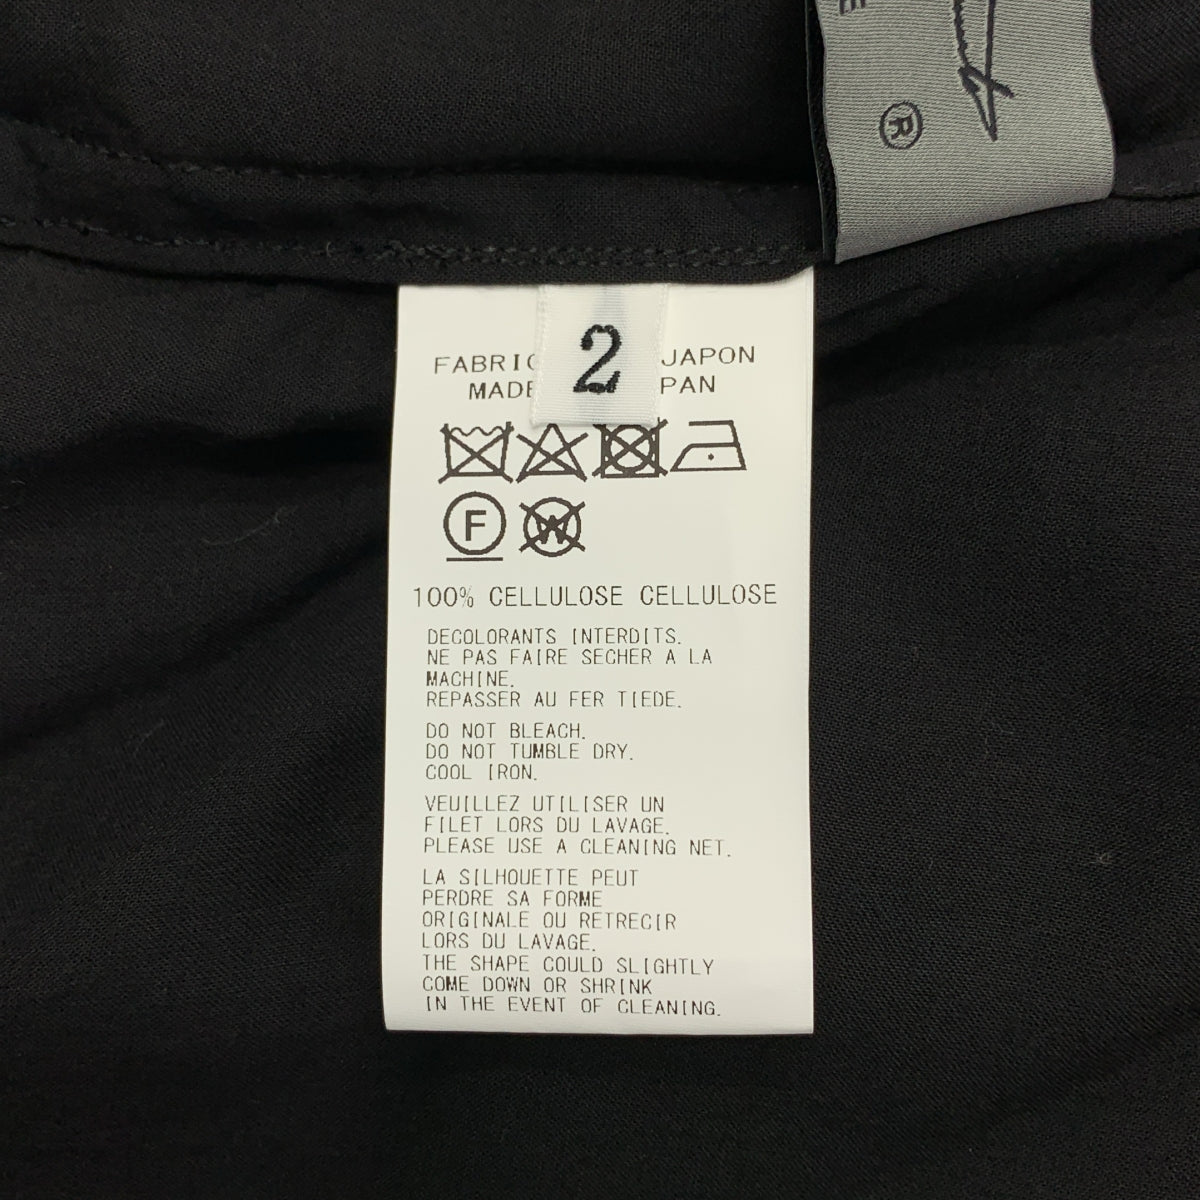 E
®
2
JAPON
MADE
F
W
100% CELLULOSE CELLULOSE
DECOLORANTS INTERDITS.
NE PAS FAIRE SECHER A LA
MACHINE.
REPASSER AU FER TIEDE.
DO NOT BLEACH.
DO NOT TUMBLE DRY.
COOL IRON.
VEUILLEZ UTILISER UN
FILET LORS DU LAVAGE.
PLEASE USE A CLEANING NET.
LA SILHOUETTE PEUT
PERDRE SA FORME
ORIGINALE OU RETRECIR
LORS DU LAVAGE.
THE SHAPE COULD SLIGHTLY
COME DOWN OR SHRINK
IN THE EVENT OF CLEANING.